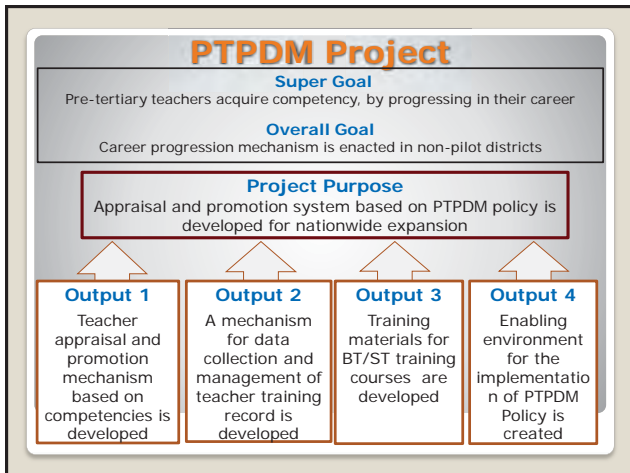 PTPDM Project
Super Goal
Pre-tertiary teachers acquire competency, by progressing in their career
Overall Goal
Career progression mechanism is enacted in non-pilot districts
Project Purpose
Appraisal and promotion system based on PTPDM policy is
developed for nationwide expansion
Output 1
Teacher
appraisal and
promotion
mechanism
based on
competencies is
developed
Output 2
A mechanism
for data
collection and
management of
teacher training
record is
developed
Output 3
Training
materials for
BT/ST training
courses are
developed
Output 4
Enabling
environment
for the
implementatio
n of PTPDM
Policy is
created